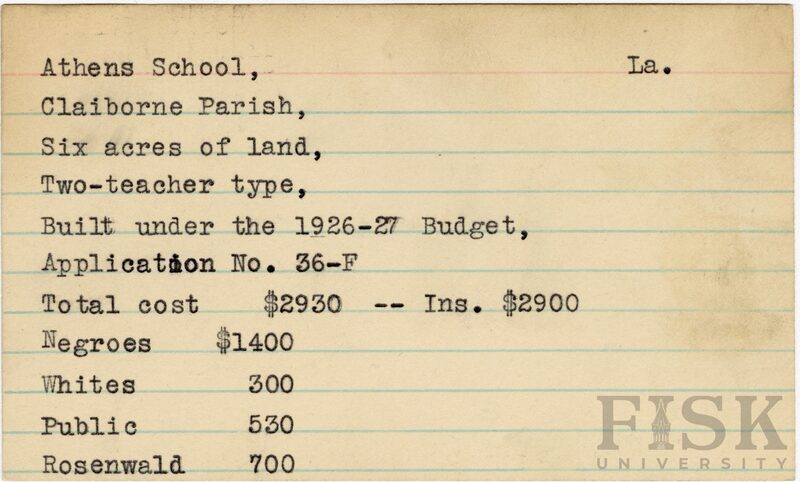 Athens School, La.
Claiborne Parish,
Six acres of land,
Two-teacher type,
Built under the 1926-27 Budget,
Application No. 36-F
Total cost $2930 -- Ins. $2900
Negroes $1400
Whites 300
Public 530
Rosenwald 700
FISK
UNIVERSITY